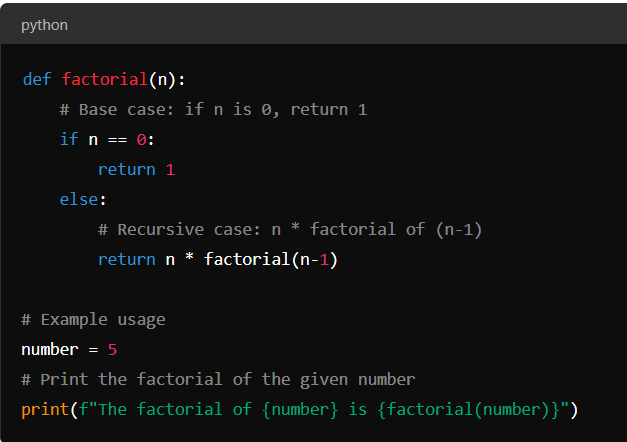 python
def factorial(n):
    # Base case: if n is 0, return 1
    if n == 0:
        return 1
    else:
        # Recursive case: n * factorial of (n-1)
        return n * factorial(n-1)

# Example usage
number = 5
# Print the factorial of the given number
print(f"The factorial of {number} is {factorial(number)}")